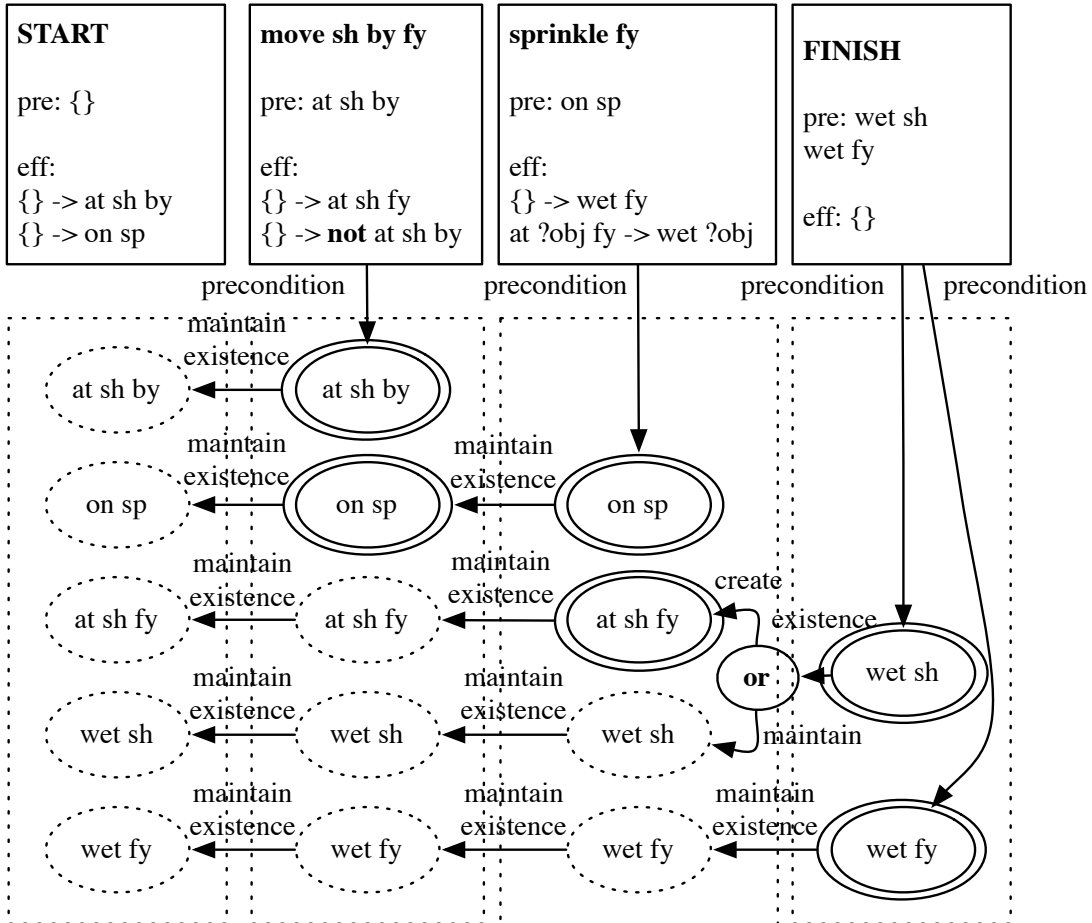 START
pre: {}
eff:
{} -> at sh by
{} -> on sp
move sh by fy
pre: at sh by
eff:
{} -> at sh fy
{} -> not at sh by
sprinkle fy
pre: on sp
eff:
{} -> wet fy
at ?obj fy -> wet ?obj
FINISH
pre: wet sh
wet fy
eff: {}
precondition
precondition
precondition
precondition
maintain
existence
at sh by
at sh by
maintain
existence
maintain
existence
on sp
on sp
on sp
maintain
existence
maintain
existence
create
existence
at sh fy
at sh fy
at sh fy
or
wet sh
maintain
existence
maintain
existence
maintain
wet sh
wet sh
wet sh
maintain
existence
maintain
existence
maintain
existence
wet fy
wet fy
wet fy
wet fy